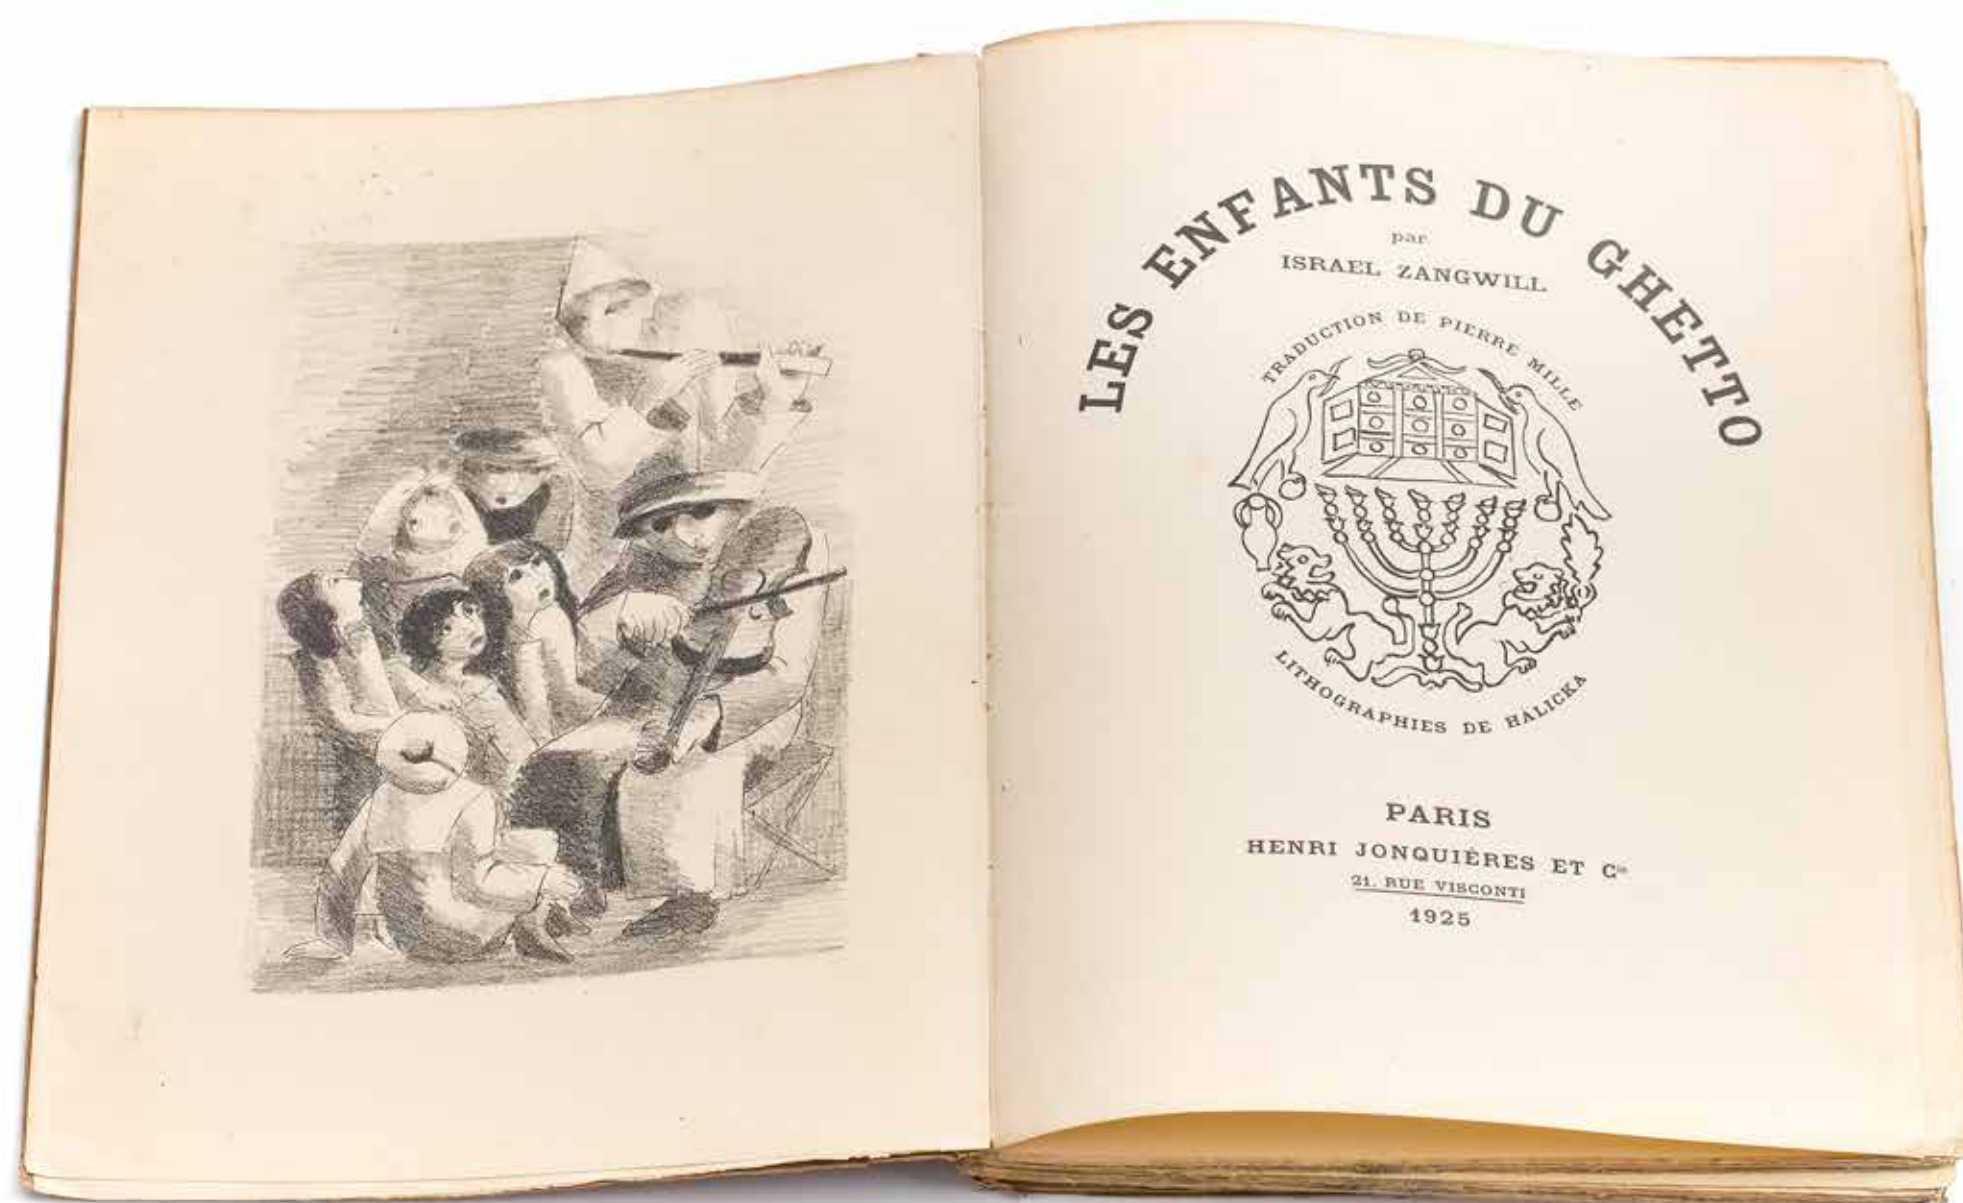 LES ENFANTS DU GHETTO
par
ISRAEL ZANGWILL
TRADUCTION DE PIERRE MILLE
LITHOGRAPHIES DE HALICKA
PARIS
HENRI JONQUIÈRES ET Cie
21, RUE VISCONTI
1925